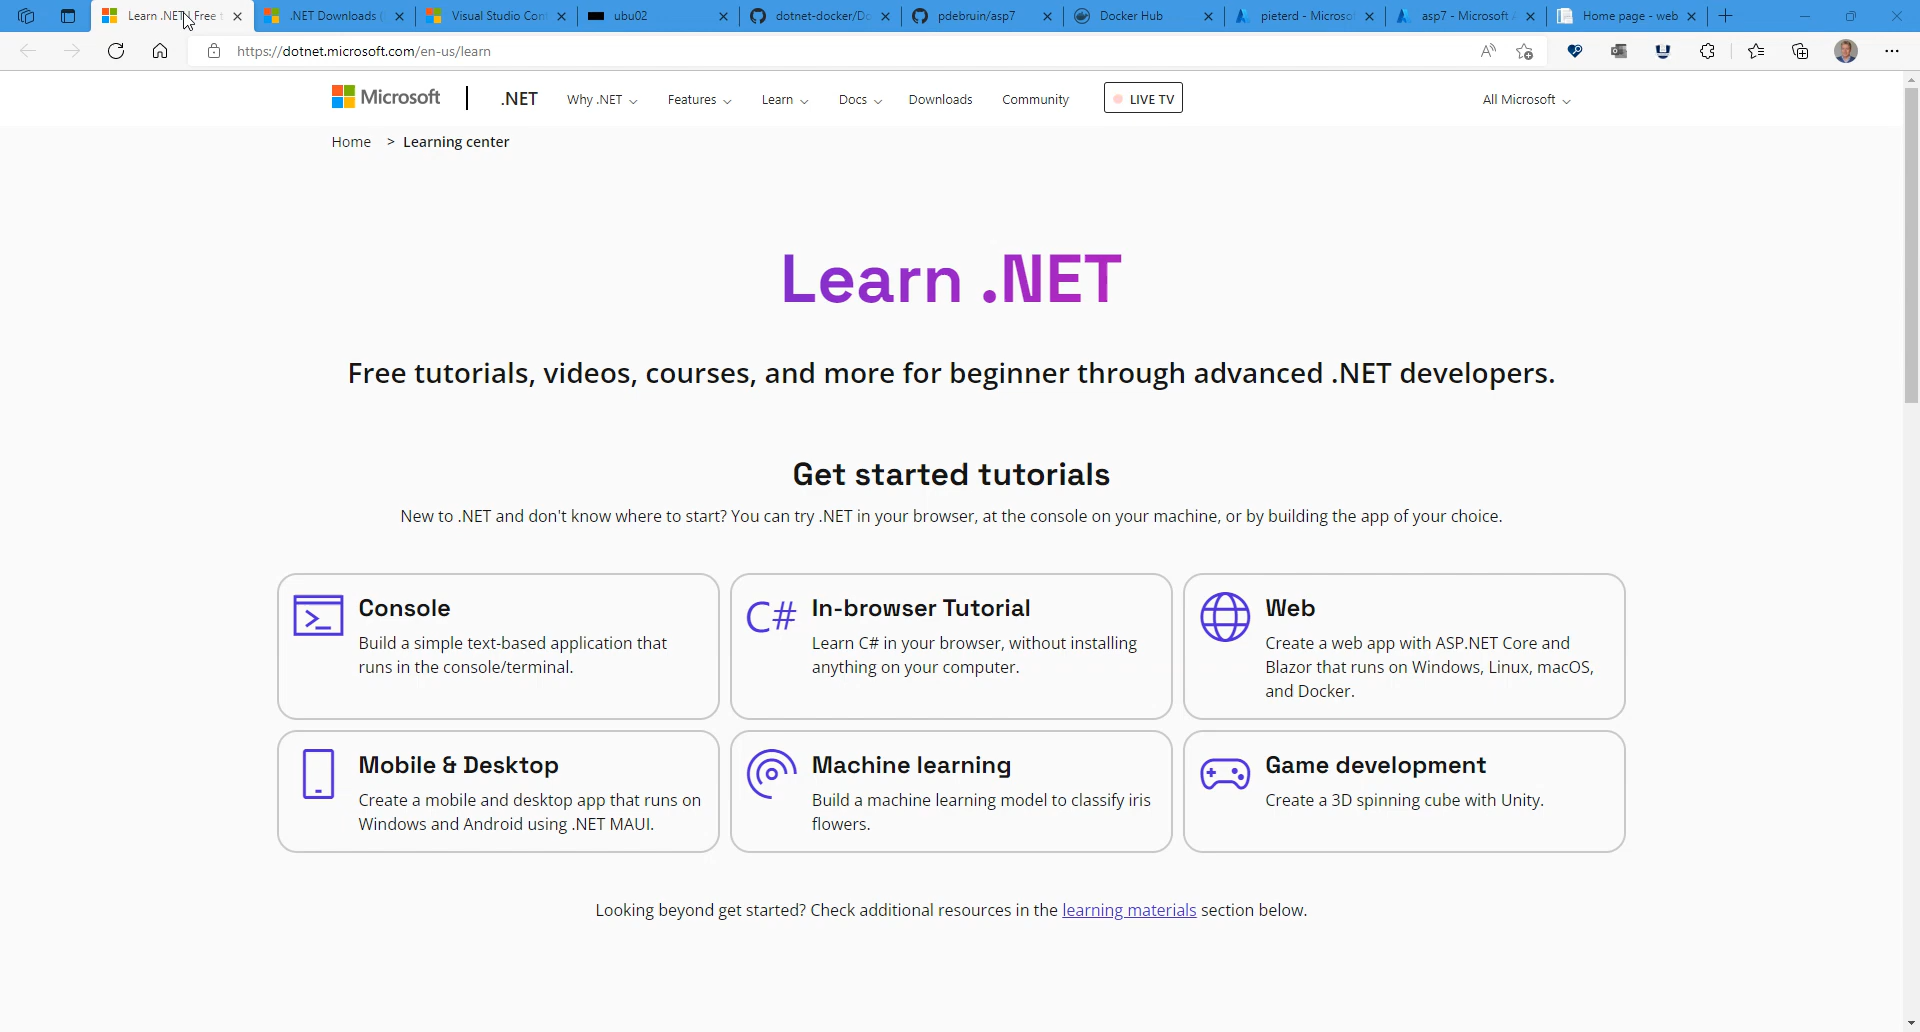 Learn .NET | Free t
.NET Downloads (
Visual Studio Con
ubu02
dotnet-docker/Do
pdebruin/asp7
Docker Hub
pieterd - Microsof
asp7 - Microsoft A
Home page - web
https://dotnet.microsoft.com/en-us/learn
Microsoft .NET Why .NET Features Learn Docs Downloads Community LIVE TV All Microsoft
Home > Learning center
Learn .NET
Free tutorials, videos, courses, and more for beginner through advanced .NET developers.
Get started tutorials
New to .NET and don't know where to start? You can try .NET in your browser, at the console on your machine, or by building the app of your choice.
Console
Build a simple text-based application that
runs in the console/terminal.
C#
In-browser Tutorial
Learn C# in your browser, without installing
anything on your computer.
Web
Create a web app with ASP.NET Core and
Blazor that runs on Windows, Linux, macOS,
and Docker.
Mobile & Desktop
Create a mobile and desktop app that runs on
Windows and Android using .NET MAUI.
Machine learning
Build a machine learning model to classify iris
flowers.
Game development
Create a 3D spinning cube with Unity.
Looking beyond get started? Check additional resources in the learning materials section below.